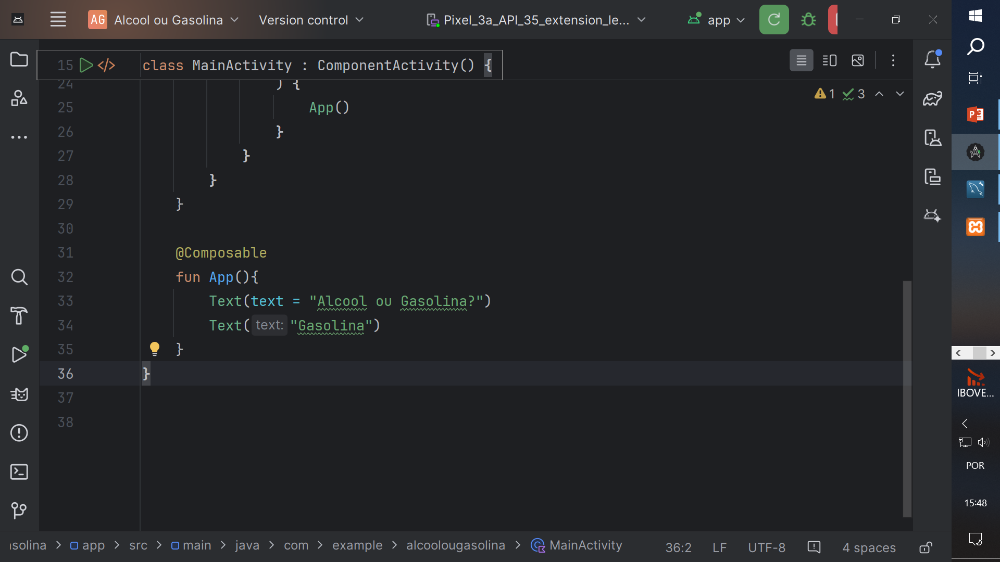 AG Alcool ou Gasolina Version control Pixel_3a_API_35_extension_le... app
15 </> class MainActivity : ComponentActivity() {
24 ) {
25 App()
26 }
27 }
28 }
29 }
30
31 @Composable
32 fun App(){
33 Text(text = "Alcool ou Gasolina?")
34 Text( text: "Gasolina")
35 }
36 }
37
38
1 3
IBOVE...
POR
15:48
asolina > app > src > main > java > com > example > alcoolougasolina > MainActivity 36:2 LF UTF-8 4 spaces